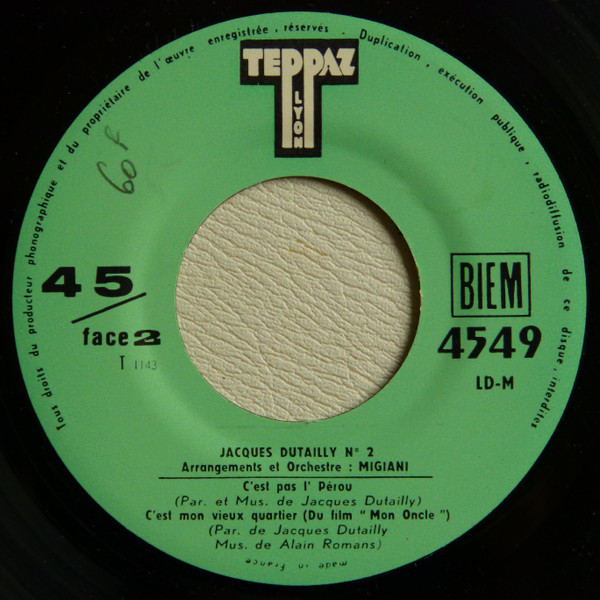 Tous droits du producteur phonographique et du propriétaire de l'œuvre enregistrée, réservés. Duplication, exécution publique, radiodiffusion de ce disque, interdites
TEPPAZ
LYON
60 f
45/
face 2
T 1143
BIEM
4549
LD-M
JACQUES DUTAILLY N° 2
Arrangements et Orchestre : MIGIANI
C'est pas l' Pérou
(Par. et Mus. de Jacques Dutailly)
C'est mon vieux quartier (Du film " Mon Oncle ")
(Par. de Jacques Dutailly
Mus. de Alain Romans)
made in France